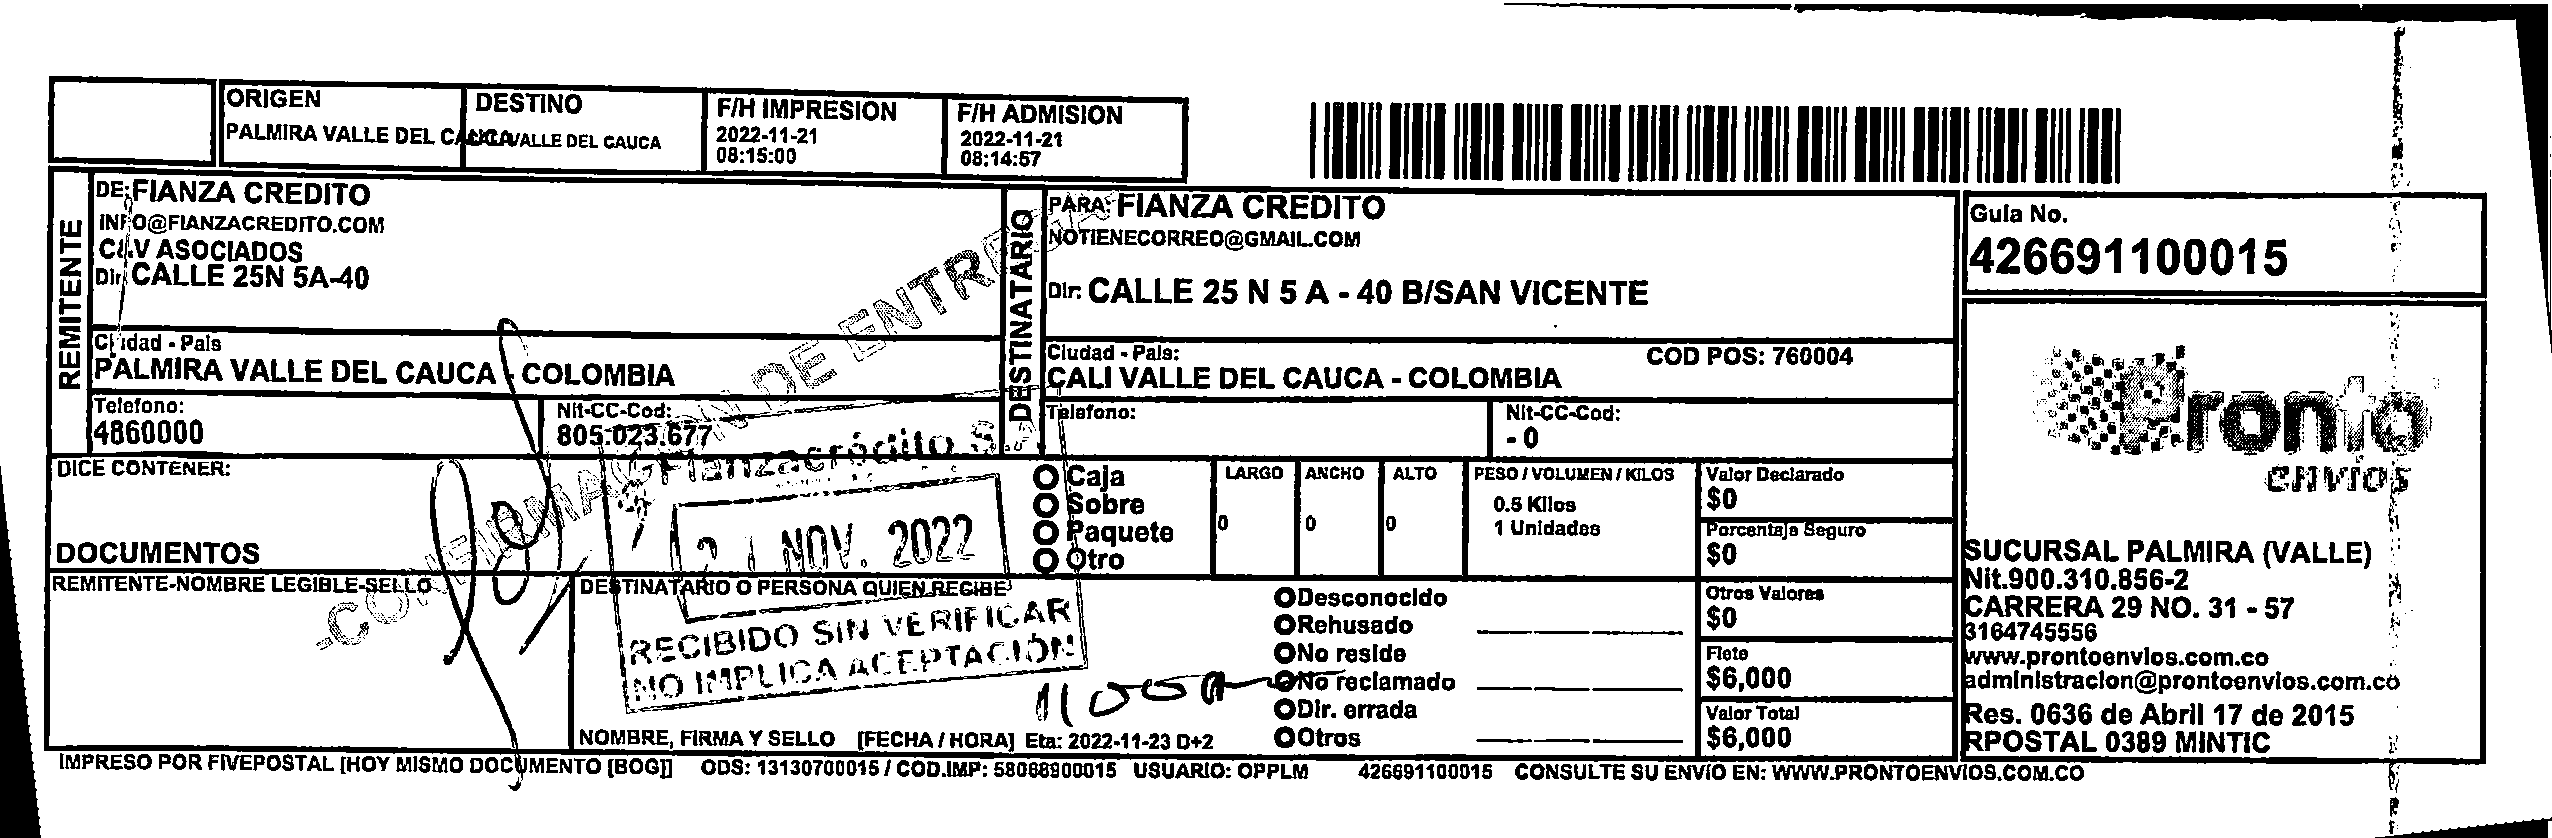 ORIGEN
PALMIRA VALLE DEL CAUCA
DESTINO
CALI VALLE DEL CAUCA
F/H IMPRESION
2022-11-21
08:15:00
F/H ADMISION
2022-11-21
08:14:57
REMITENTE
DE: FIANZA CREDITO
INFO@FIANZACREDITO.COM
C&V ASOCIADOS
Dir: CALLE 25N 5A-40
Ciudad - Pais
PALMIRA VALLE DEL CAUCA - COLOMBIA
Telefono:
4860000
Nit-CC-Cod:
805.023.677
DESTINATARIO
PARA: FIANZA CREDITO
NOTIENECORREO@GMAIL.COM
Dir: CALLE 25 N 5 A - 40 B/SAN VICENTE
Ciudad - Pais:
COD POS: 760004
CALI VALLE DEL CAUCA - COLOMBIA
Telefono:
Nit-CC-Cod:
- 0
Guia No.
426691100015
Pronto
envíos
SUCURSAL PALMIRA (VALLE)
Nit.900.310.856-2
CARRERA 29 NO. 31 - 57
3164745556
www.prontoenvios.com.co
administracion@prontoenvios.com.co
Res. 0636 de Abril 17 de 2015
RPOSTAL 0389 MINTIC
DICE CONTENER:
DOCUMENTOS
Caja
Sobre
Paquete
Otro
LARGO
0
ANCHO
0
ALTO
0
PESO / VOLUMEN / KILOS
0.5 Kilos
1 Unidades
Valor Declarado
$0
Porcentaje Seguro
$0
Otros Valores
$0
Flete
$6,000
Valor Total
$6,000
REMITENTE-NOMBRE LEGIBLE-SELLO
DESTINATARIO O PERSONA QUIEN RECIBE
Desconocido
Rehusado
No reside
No reclamado
Dir. errada
Otros
NOMBRE, FIRMA Y SELLO [FECHA / HORA] Eta: 2022-11-23 D+2
-CONFIRMACION DE ENTREGA-
Fianzacrédito S.A.
NOV. 2022
RECIBIDO SIN VERIFICAR
NO IMPLICA ACEPTACIÓN
IMPRESO POR FIVEPOSTAL [HOY MISMO DOCUMENTO [BOG]] ODS: 13130700015 / COD.IMP: 58068900015 USUARIO: OPPLM 426691100015 CONSULTE SU ENVIO EN: WWW.PRONTOENVIOS.COM.CO